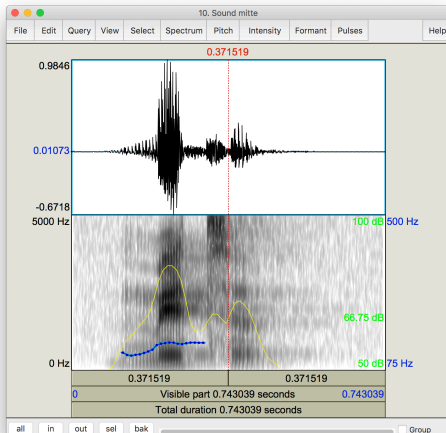 10. Sound mitte
File Edit Query View Select Spectrum Pitch Intensity Formant Pulses Help
0.371519
0.9846
0.01073
-0.6718
5000 Hz 100 dB 500 Hz
66.75 dB
0 Hz 50 dB 75 Hz
0.371519 0.371519
0 Visible part 0.743039 seconds 0.743039
Total duration 0.743039 seconds
all in out sel bak Group